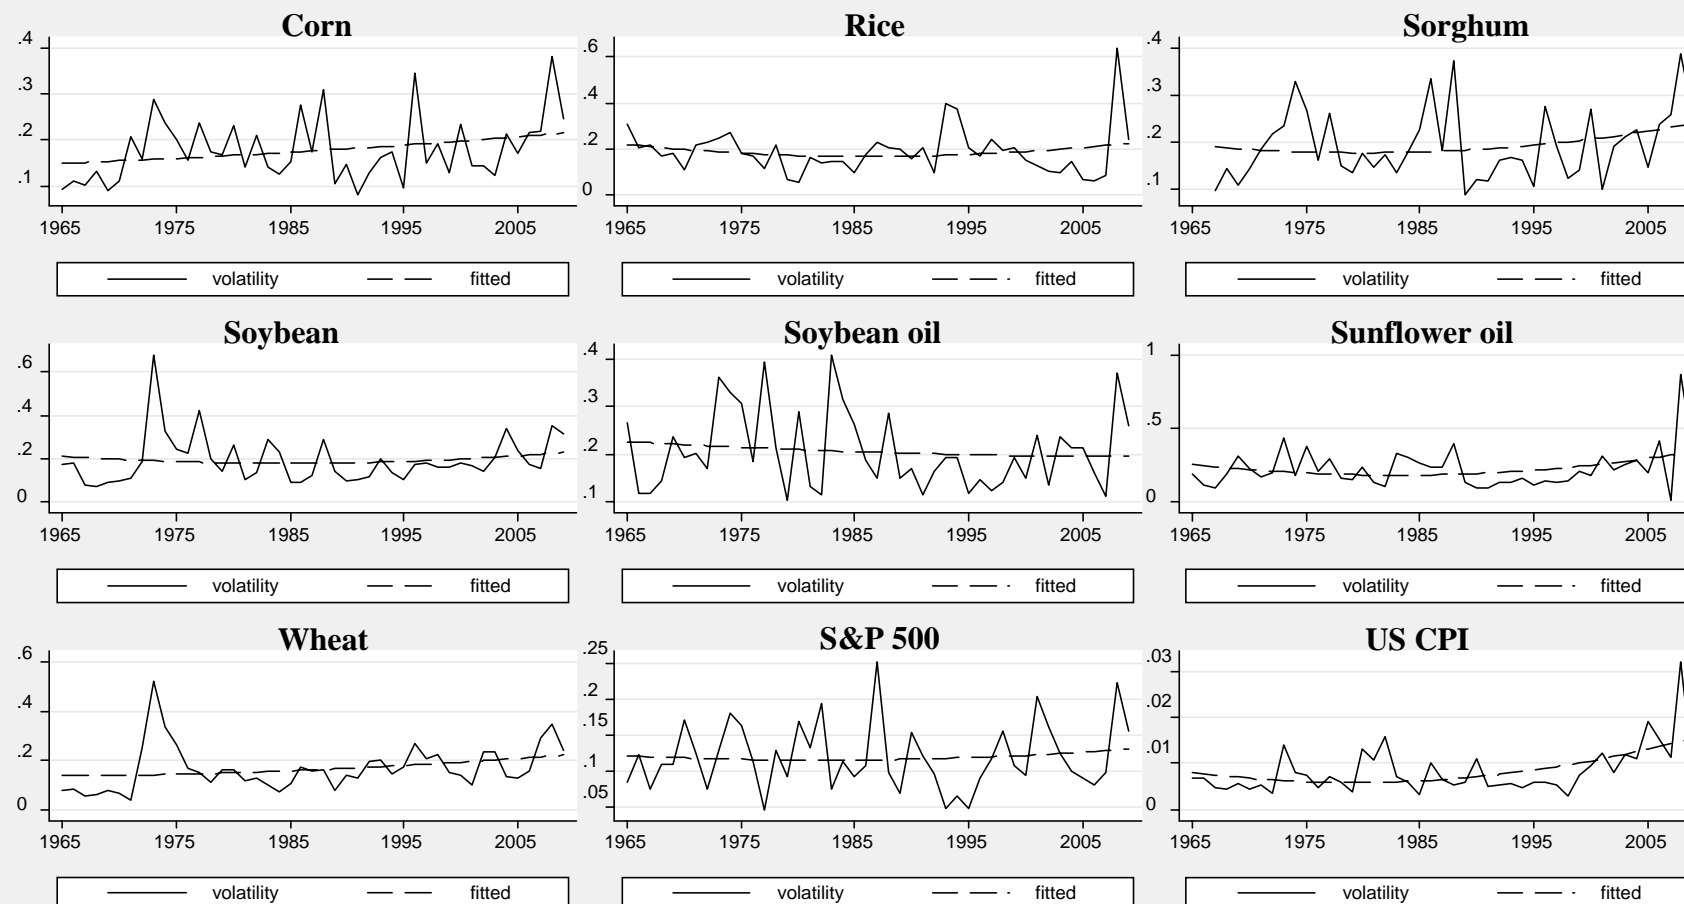 Corn
Rice
Sorghum
.4
.3
.2
.1
1965 1975 1985 1995 2005
.6
.4
.2
0
1965 1975 1985 1995 2005
.4
.3
.2
.1
1965 1975 1985 1995 2005
volatility fitted
volatility fitted
volatility fitted
Soybean
Soybean oil
Sunflower oil
.6
.4
.2
0
1965 1975 1985 1995 2005
.4
.3
.2
.1
1965 1975 1985 1995 2005
1
.5
0
1965 1975 1985 1995 2005
volatility fitted
volatility fitted
volatility fitted
Wheat
S&P 500
US CPI
.6
.4
.2
0
1965 1975 1985 1995 2005
.25
.2
.15
.1
.05
1965 1975 1985 1995 2005
.03
.02
.01
0
1965 1975 1985 1995 2005
volatility fitted
volatility fitted
volatility fitted